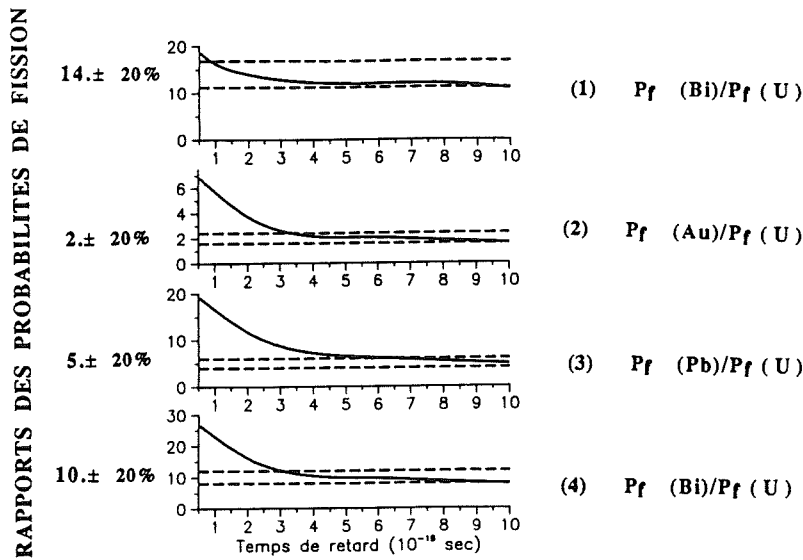 RAPPORTS DES PROBABILITES DE FISSION
14.± 20%
20
10
0
1 2 3 4 5 6 7 8 9 10
(1) Pf (Bi)/Pf (U)
2.± 20%
6
4
2
0
1 2 3 4 5 6 7 8 9 10
(2) Pf (Au)/Pf (U)
5.± 20%
20
10
0
1 2 3 4 5 6 7 8 9 10
(3) Pf (Pb)/Pf (U)
10.± 20%
30
20
10
0
1 2 3 4 5 6 7 8 9 10
(4) Pf (Bi)/Pf (U)
Temps de retard (10⁻¹⁹ sec)